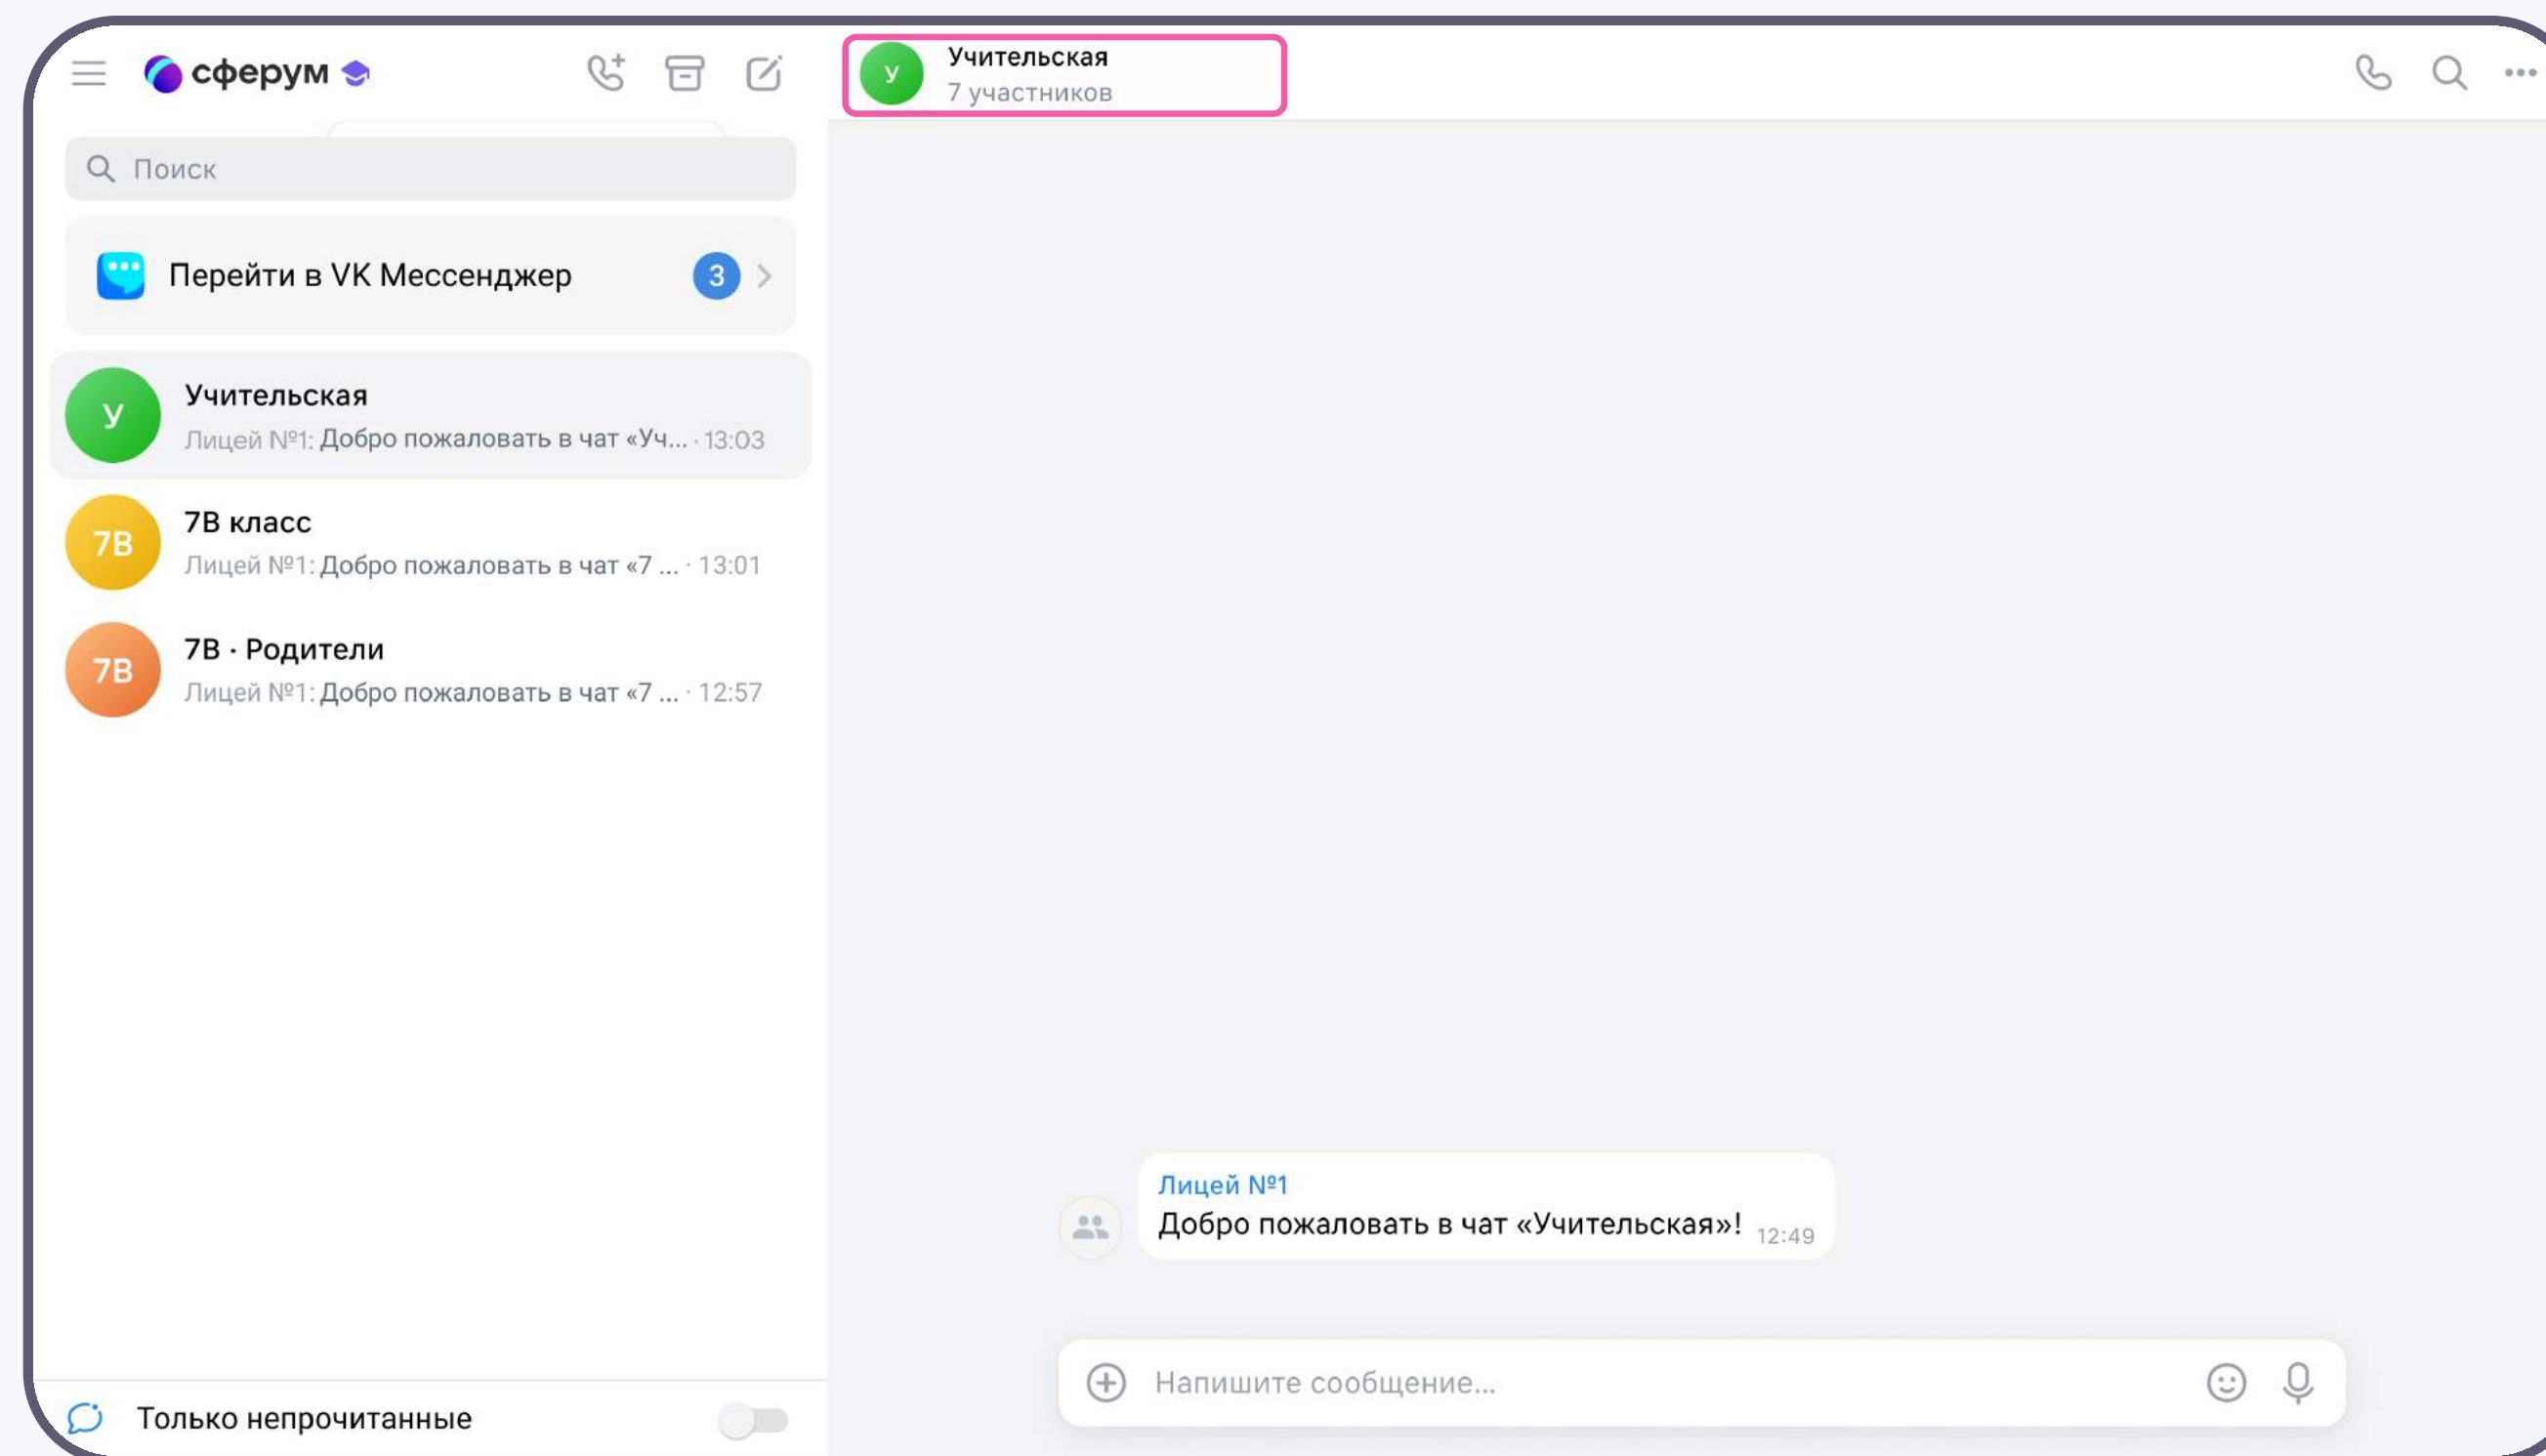 сферум
Поиск
Перейти в VK Мессенджер 3
У
Учительская
Лицей №1: Добро пожаловать в чат «Уч... · 13:03
7В
7В класс
Лицей №1: Добро пожаловать в чат «7 ... · 13:01
7В
7В · Родители
Лицей №1: Добро пожаловать в чат «7 ... · 12:57
Только непрочитанные
У
Учительская
7 участников
Лицей №1
Добро пожаловать в чат «Учительская»! 12:49
Напишите сообщение...